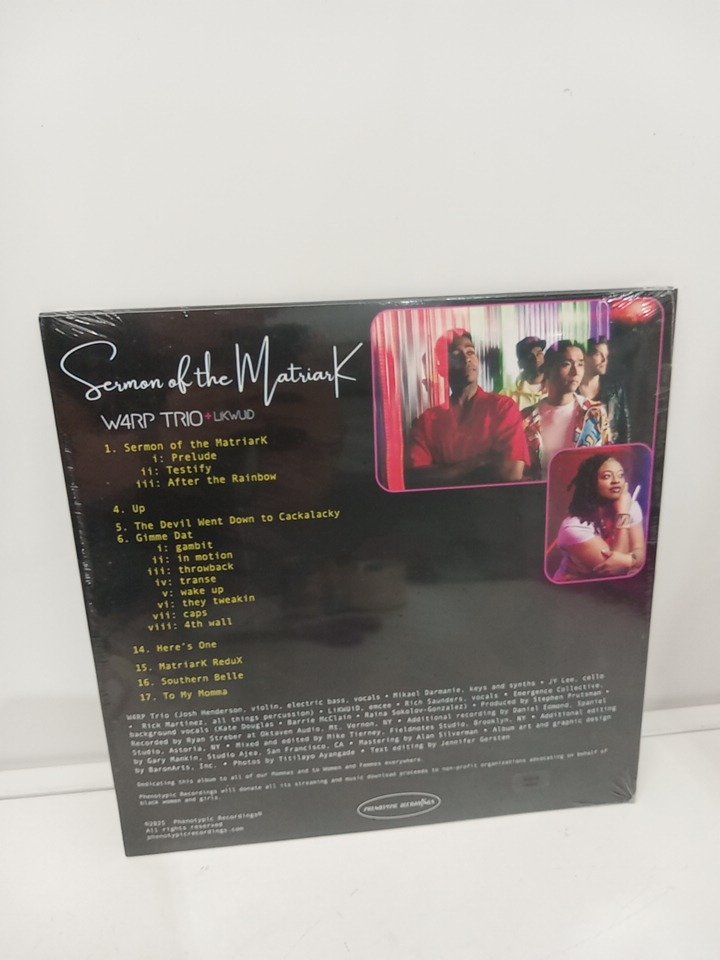 Sermon of the MatriarK
W4RP TRIO + LiKWUiD
1. Sermon of the MatriarK
i: Prelude
ii: Testify
iii: After the Rainbow
4. Up
5. The Devil Went Down to Cackalacky
6. Gimme Dat
i: gambit
ii: in motion
iii: throwback
iv: transe
v: wake up
vi: they tweakin
vii: caps
viii: 4th wall
14. Here's One
15. MatriarK ReduX
16. Southern Belle
17. To My Momma
W4RP Trio (Josh Henderson, violin, electric bass, vocals • Mikael Darmanie, keys and synths • JY Lee, cello
• Rick Martinez, all things percussion) • LiKWUiD, emcee • Rich Saunders, vocals • Emergence Collective,
background vocals (Kate Douglas • Barrie McClain • Raina Sokolov-Gonzalez) • Produced by Stephen Prutsman •
Recorded by Ryan Streber at Oktaven Audio, Mt. Vernon, NY • Additional recording by Daniel Edmond, Spaniel
Studio, Astoria, NY • Mixed and edited by Mike Tierney, Fieldnotes Studio, Brooklyn, NY • Additional editing
by Gary Mankin, Studio Ajea, San Francisco, CA • Mastering by Alan Silverman • Album art and graphic design
by BaronArts, Inc. • Photos by Titilayo Ayangade • Text editing by Jennifer Gersten
Dedicating this album to all of our Mommas and to Women and Femmes everywhere.
Phenotypic Recordings will donate all its streaming and music download proceeds to non-profit organizations advocating on behalf of
black women and girls.
©2025 Phenotypic Recordings®
All rights reserved
phenotypicrecordings.com
PHENOTYPIC RECORDINGS